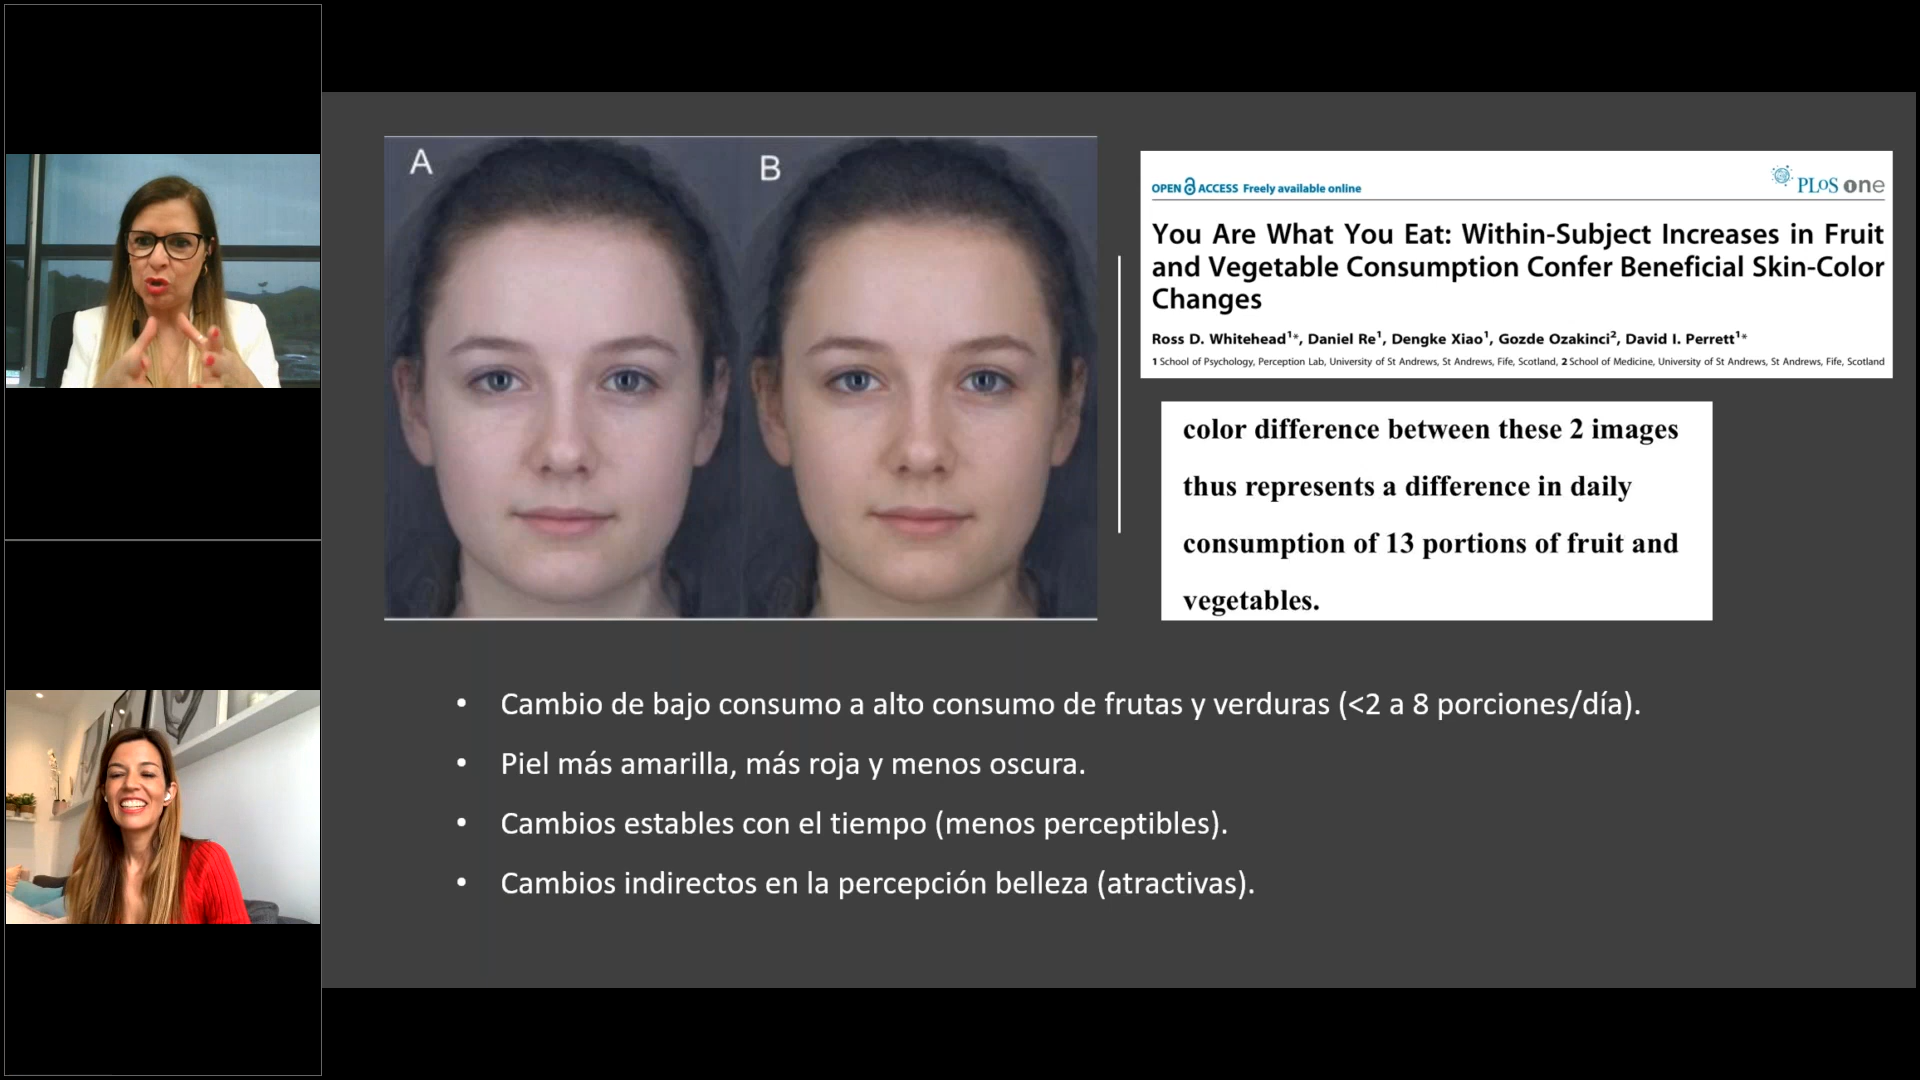 A
B
OPEN ACCESS Freely available online
PLoS one
You Are What You Eat: Within-Subject Increases in Fruit
and Vegetable Consumption Confer Beneficial Skin-Color
Changes
Ross D. Whitehead¹*, Daniel Re¹, Dengke Xiao¹, Gozde Ozakinci², David I. Perrett¹*
1 School of Psychology, Perception Lab, University of St Andrews, St Andrews, Fife, Scotland, 2 School of Medicine, University of St Andrews, St Andrews, Fife, Scotland
color difference between these 2 images
thus represents a difference in daily
consumption of 13 portions of fruit and
vegetables.
• Cambio de bajo consumo a alto consumo de frutas y verduras (<2 a 8 porciones/día).
• Piel más amarilla, más roja y menos oscura.
• Cambios estables con el tiempo (menos perceptibles).
• Cambios indirectos en la percepción belleza (atractivas).